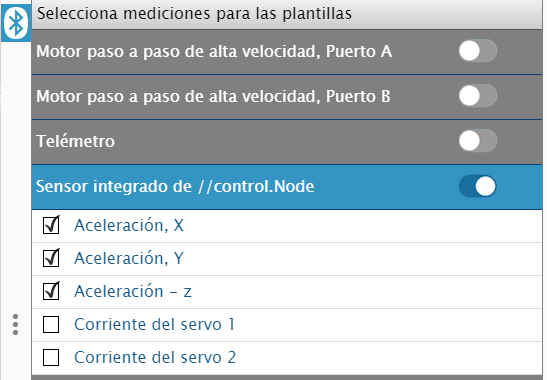 Selecciona mediciones para las plantillas
Motor paso a paso de alta velocidad, Puerto A
Motor paso a paso de alta velocidad, Puerto B
Telémetro
Sensor integrado de //control.Node
Aceleración, X
Aceleración, Y
Aceleración - z
Corriente del servo 1
Corriente del servo 2